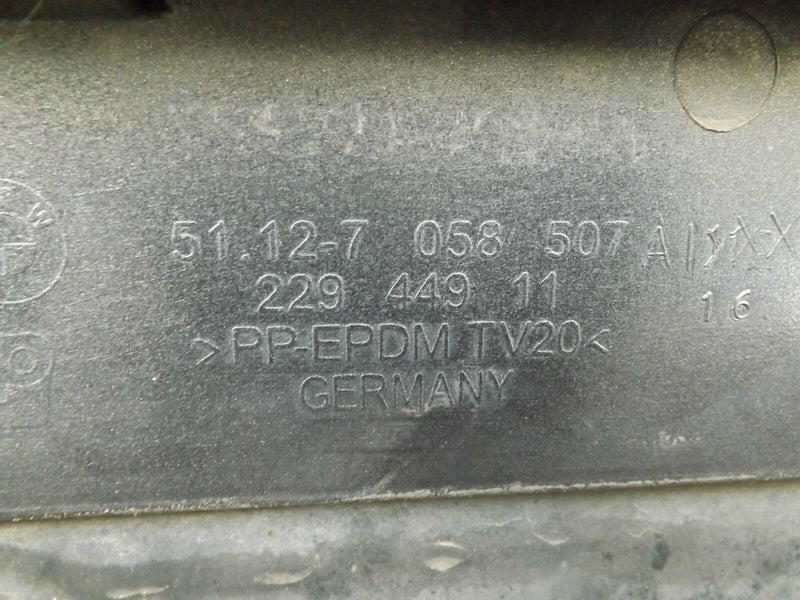 51.12-7 058 507
229 449 11
16
>PP-EPDM TV20<
GERMANY